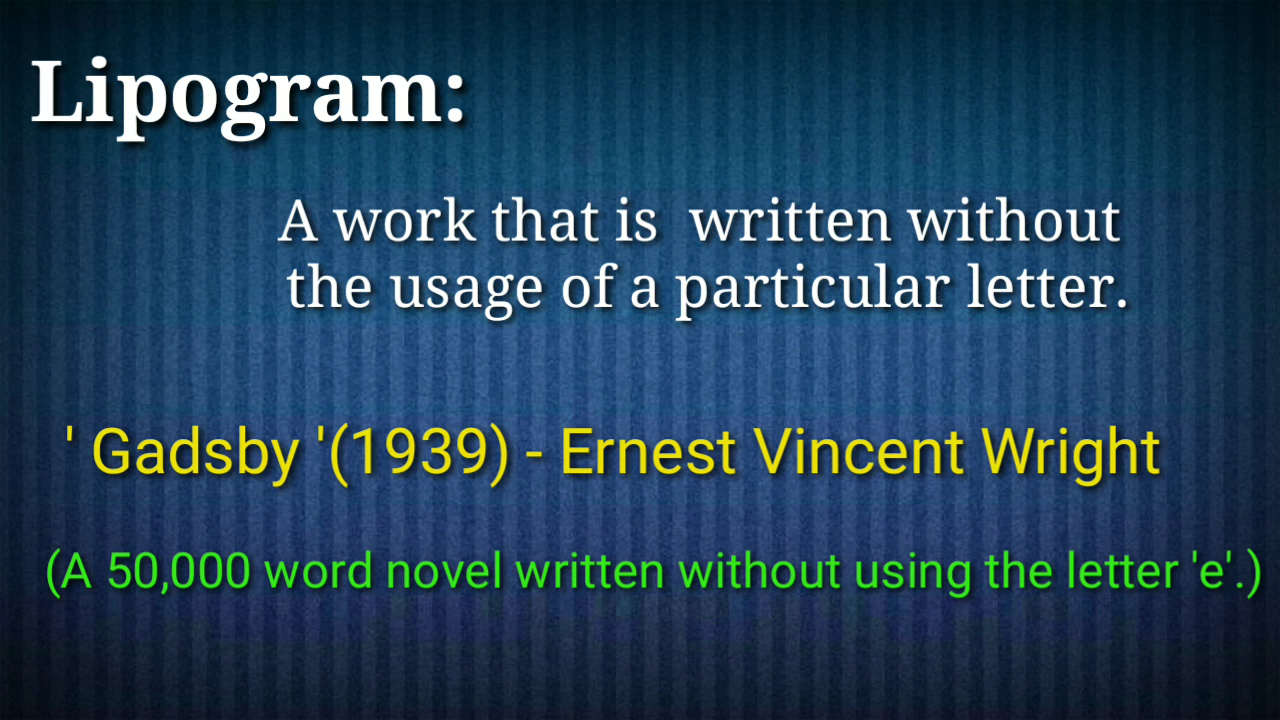 Lipogram:
A work that is  written without
the usage of a particular letter.
' Gadsby '(1939) - Ernest Vincent Wright
(A 50,000 word novel written without using the letter 'e'.)